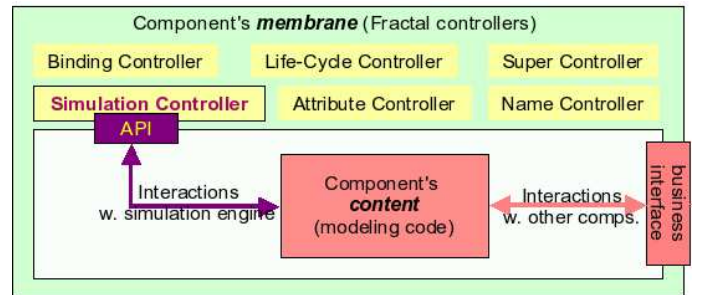 Component's membrane (Fractal controllers)
Binding Controller
Life-Cycle Controller
Super Controller
Simulation Controller
Attribute Controller
Name Controller
API
Interactions
w. simulation engine
Component's
content
(modeling code)
Interactions
w. other comps.
business
interface